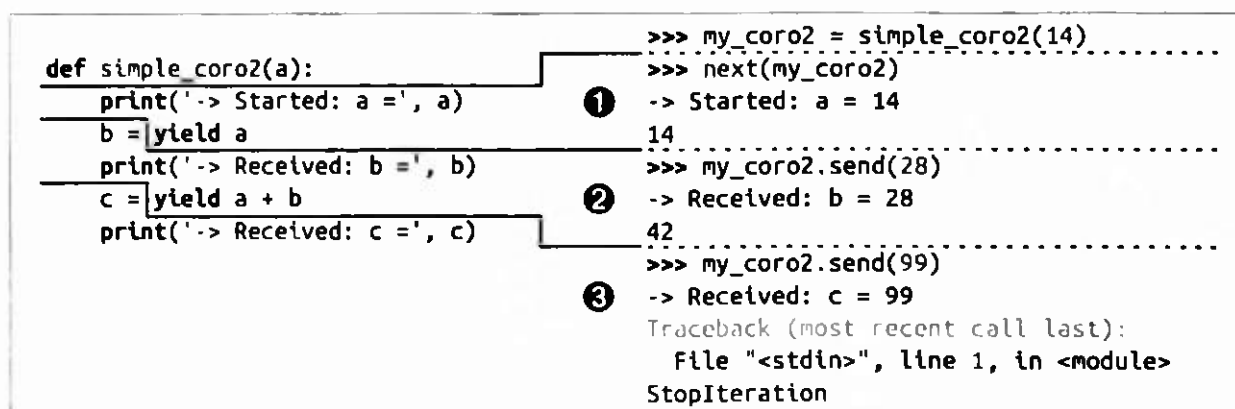 def simple_coro2(a):
print('-> Started: a =', a)
b = yield a
print('-> Received: b =', b)
c = yield a + b
print('-> Received: c =', c)
>>> my_coro2 = simple_coro2(14)
>>> next(my_coro2)
❶ -> Started: a = 14
14
>>> my_coro2.send(28)
❷ -> Received: b = 28
42
>>> my_coro2.send(99)
❸ -> Received: c = 99
Traceback (most recent call last):
File "<stdin>", line 1, in <module>
StopIteration